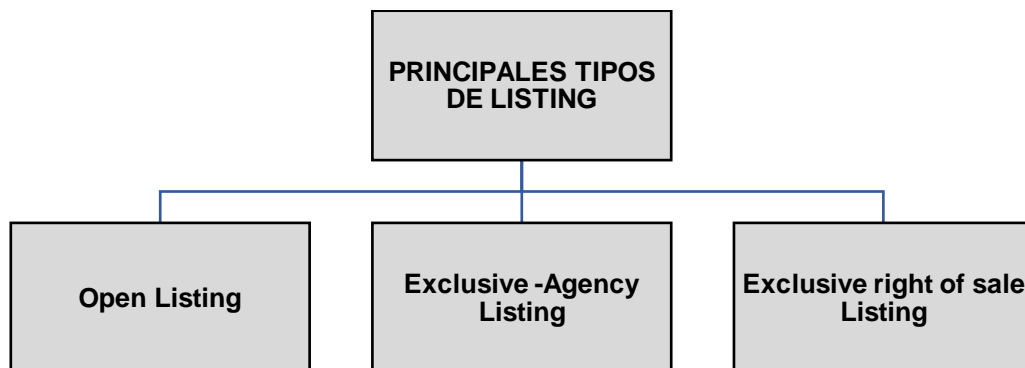 PRINCIPALES TIPOS
DE LISTING
Open Listing
Exclusive -Agency
Listing
Exclusive right of sale
Listing